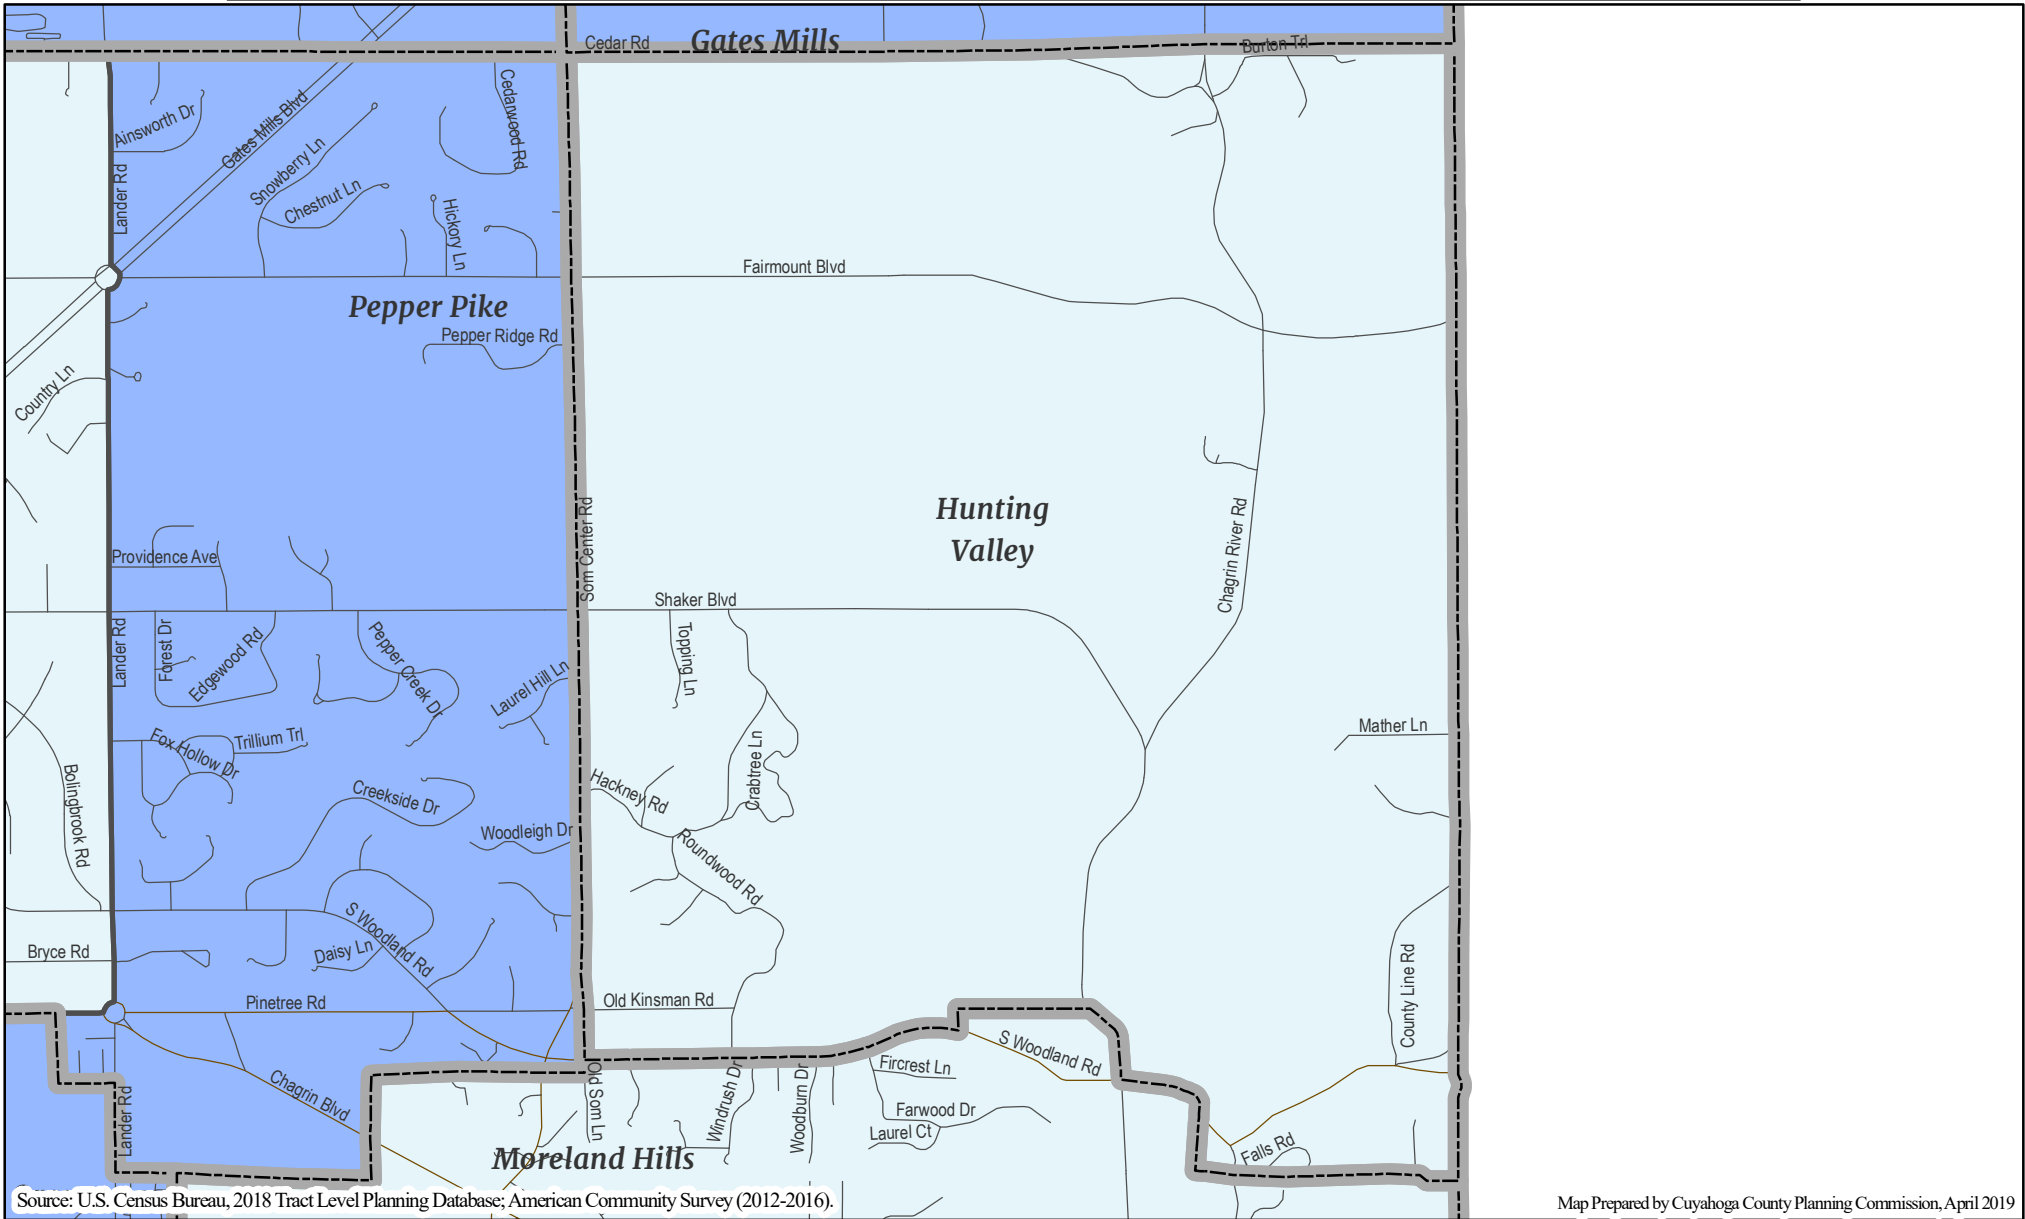 Cedar Rd
Gates Mills
Burton Trl
Ainsworth Dr
Gates Mills Blvd
Cedarwood Rd
Lander Rd
Snowberry Ln
Chestnut Ln
Hickory Ln
Fairmount Blvd
Pepper Pike
Pepper Ridge Rd
Country Ln
Hunting
Valley
Som Center Rd
Chagrin River Rd
Providence Ave
Shaker Blvd
Lander Rd
Forest Dr
Edgewood Rd
Pepper Creek Dr
Laurel Hill Ln
Topping Ln
Mather Ln
Fox Hollow Dr
Trillium Trl
Bolingbrook Rd
Creekside Dr
Woodleigh Dr
Hackney Rd
Crabtree Ln
Roundwood Rd
S Woodland Rd
Daisy Ln
Bryce Rd
Pinetree Rd
Old Kinsman Rd
County Line Rd
S Woodland Rd
Chagrin Blvd
Lander Rd
Old Som Ln
Windrush Dr
Woodburn Dr
Fircrest Ln
Farwood Dr
Laurel Ct
Falls Rd
Moreland Hills
Source: U.S. Census Bureau, 2018 Tract Level Planning Database; American Community Survey (2012-2016).
Map Prepared by Cuyahoga County Planning Commission, April 2019